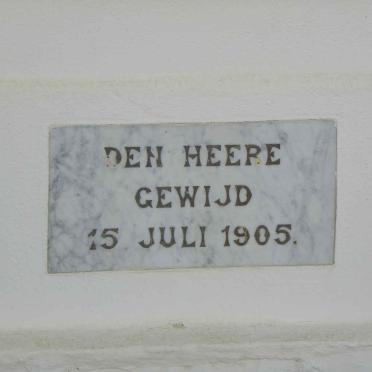 DEN HEERE
GEWIJD
15 JULI 1905.